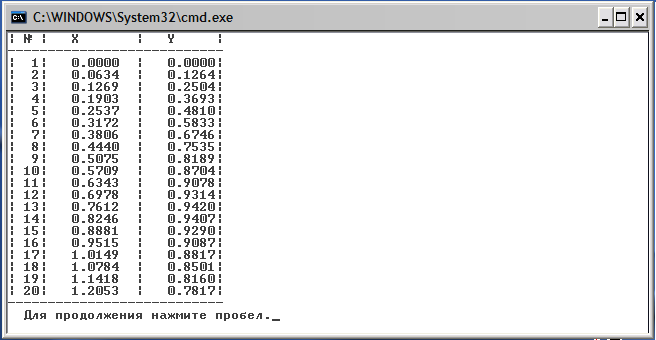 C:\WINDOWS\System32\cmd.exe
| № | X | Y |
--------------------------
| 1| 0.0000 | 0.0000|
| 2| 0.0634 | 0.1264|
| 3| 0.1269 | 0.2504|
| 4| 0.1903 | 0.3693|
| 5| 0.2537 | 0.4810|
| 6| 0.3172 | 0.5833|
| 7| 0.3806 | 0.6746|
| 8| 0.4440 | 0.7535|
| 9| 0.5075 | 0.8189|
| 10| 0.5709 | 0.8704|
| 11| 0.6343 | 0.9078|
| 12| 0.6978 | 0.9314|
| 13| 0.7612 | 0.9420|
| 14| 0.8246 | 0.9407|
| 15| 0.8881 | 0.9290|
| 16| 0.9515 | 0.9087|
| 17| 1.0149 | 0.8817|
| 18| 1.0784 | 0.8501|
| 19| 1.1418 | 0.8160|
| 20| 1.2053 | 0.7817|
--------------------------
Для продолжения нажмите пробел._